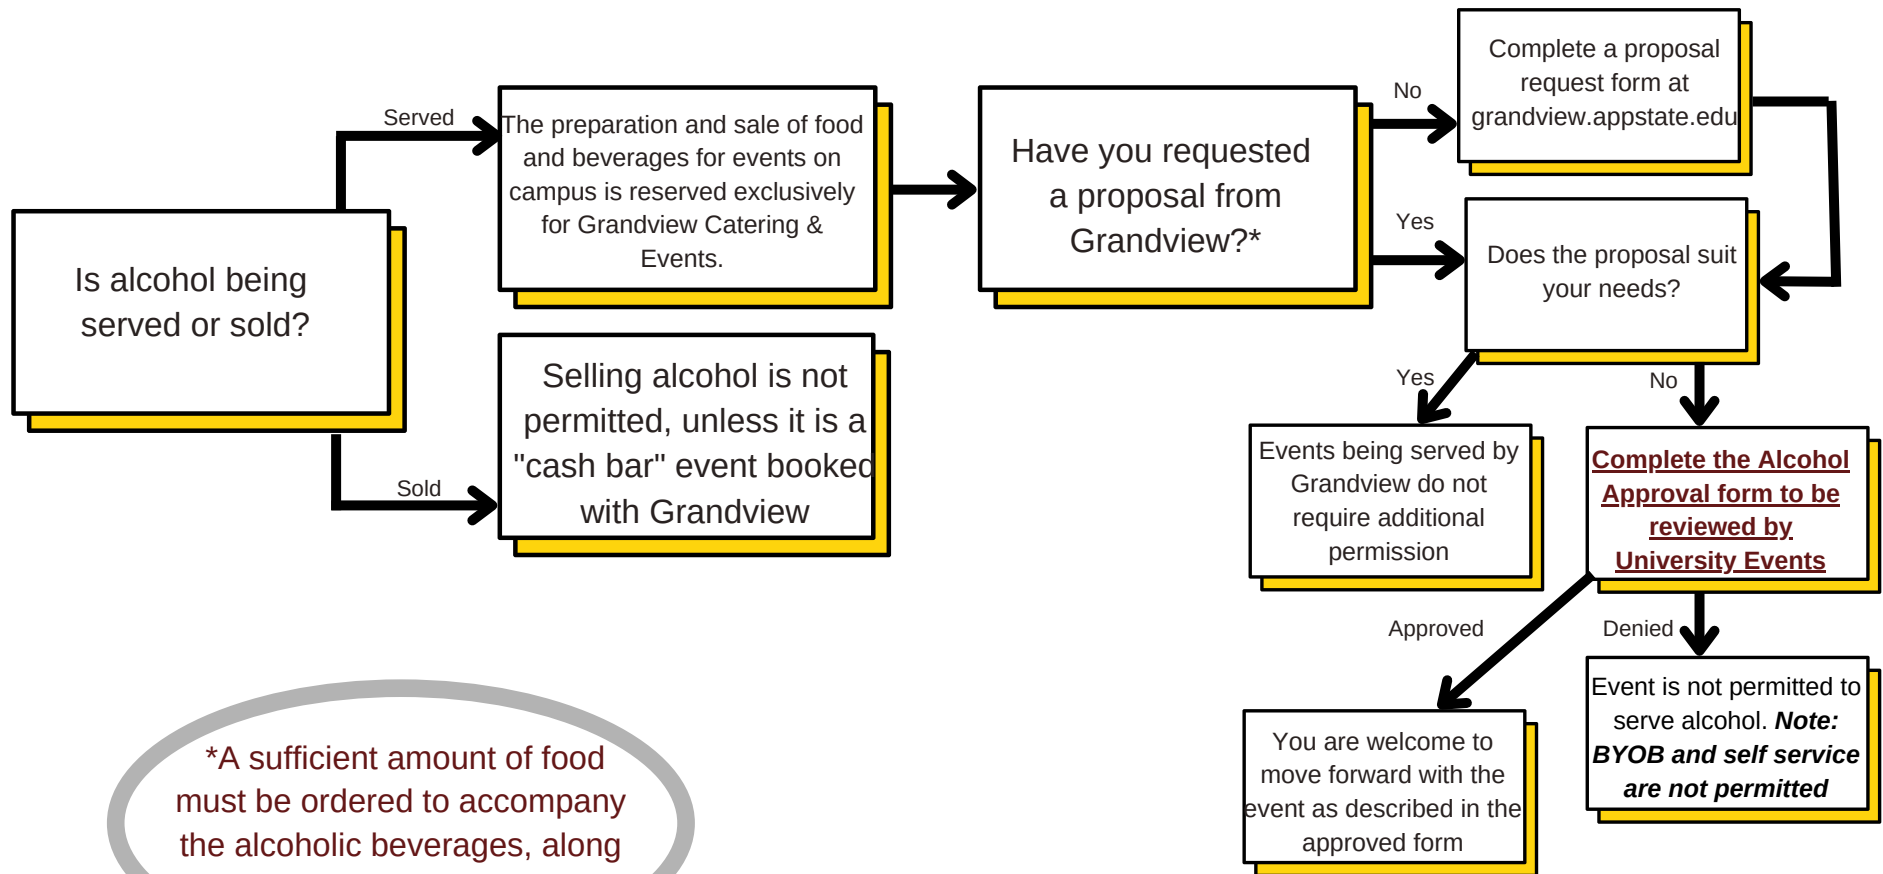 Is alcohol being
served or sold?
Served
The preparation and sale of food
and beverages for events on
campus is reserved exclusively
for Grandview Catering &
Events.
Sold
Selling alcohol is not
permitted, unless it is a
"cash bar" event booked
with Grandview
Have you requested
a proposal from
Grandview?*
No
Complete a proposal
request form at
grandview.appstate.edu
Yes
Does the proposal suit
your needs?
Yes
Events being served by
Grandview do not
require additional
permission
No
Complete the Alcohol
Approval form to be
reviewed by
University Events
Approved
You are welcome to
move forward with the
event as described in the
approved form
Denied
Event is not permitted to
serve alcohol. Note:
BYOB and self service
are not permitted
*A sufficient amount of food
must be ordered to accompany
the alcoholic beverages, along